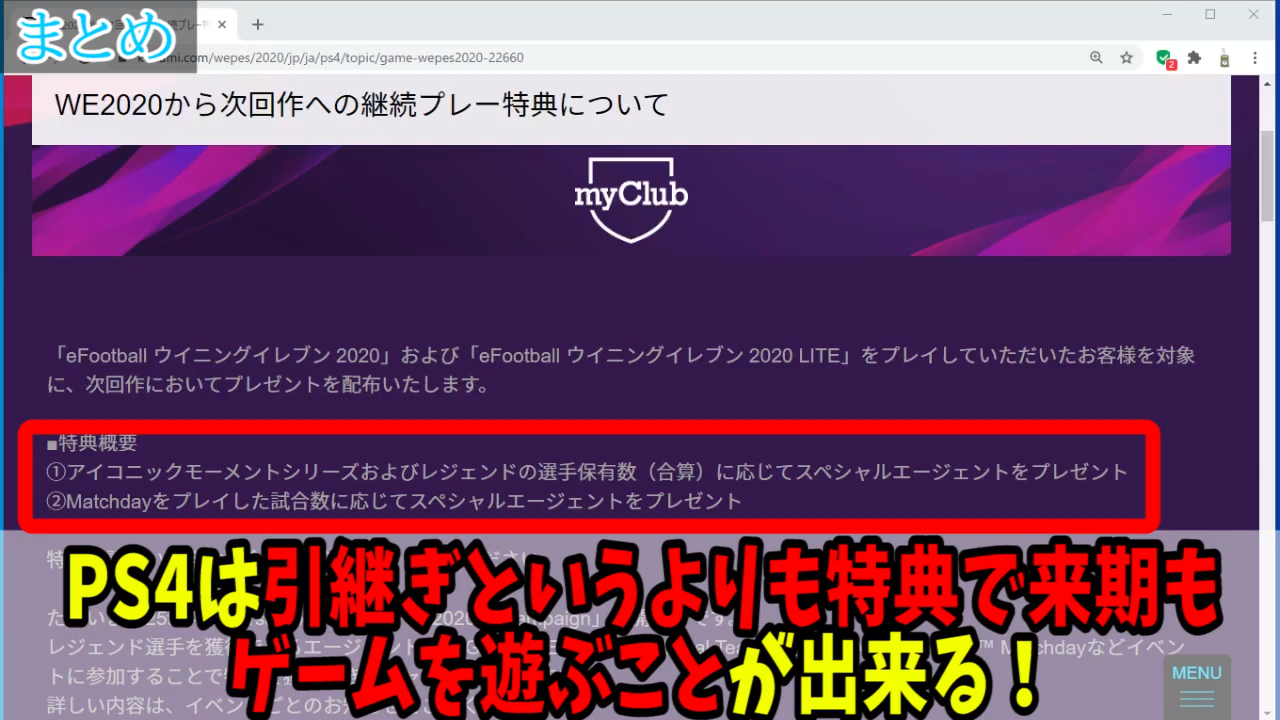 まとめ
.com/wepes/2020/jp/ja/ps4/topic/game-wepes2020-22660
2
WE2020から次回作への継続プレー特典について
myClub
「eFootball ウイニングイレブン 2020」および「eFootball ウイニングイレブン 2020 LITE」をプレイしていただいたお客様を対象
に、次回作においてプレゼントを配布いたします。
■特典概要
①アイコニックモーメントシリーズおよびレジェンドの選手保有数（合算）に応じてスペシャルエージェントをプレゼント
②Matchdayをプレイした試合数に応じてスペシャルエージェントをプレゼント
PS4は引継ぎというよりも特典で来期も
ゲームを遊ぶことが出来る！
レジェンド選手を獲
™ Matchdayなどイベン
トに参加することで
詳しい内容は、イベン
MENU